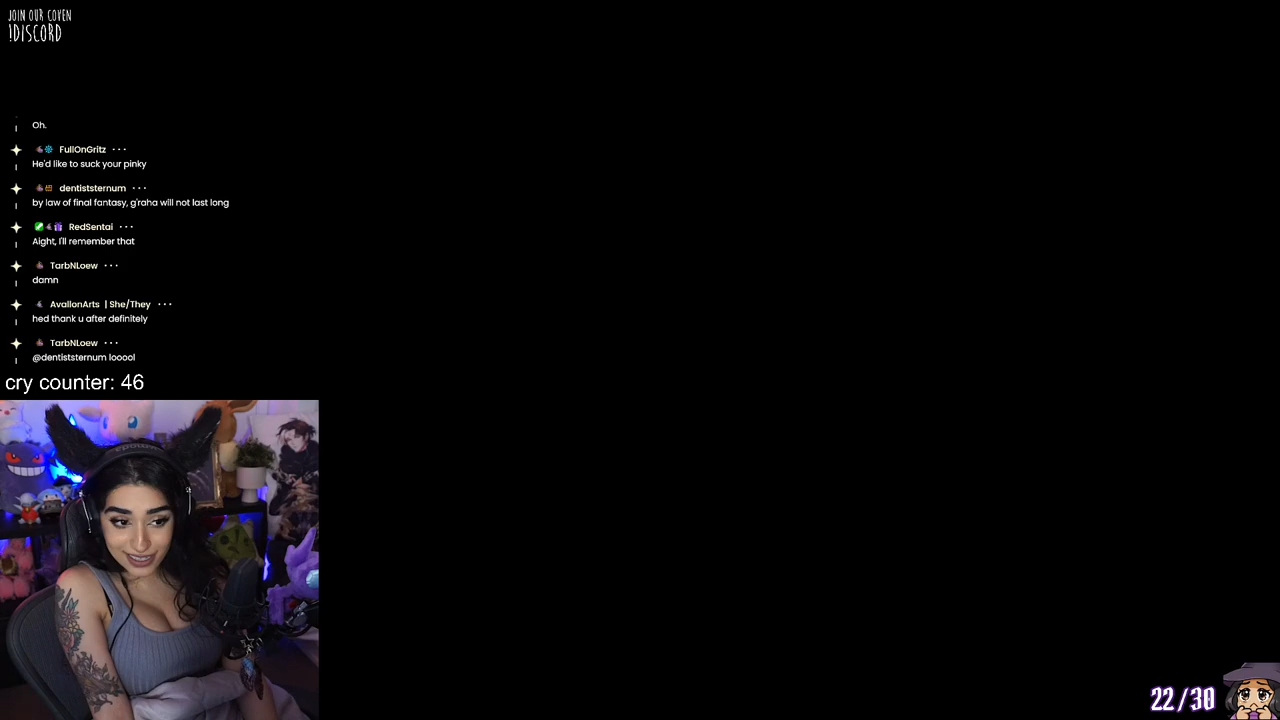 JOIN OUR COVEN
!DISCORD
Oh.
FullOnGritz
He'd like to suck your pinky
dentiststernum
by law of final fantasy, g'raha will not last long
RedSentai
Aight, I'll remember that
TarbNLoew
damn
AvallonArts | She/They
hed thank u after definitely
TarbNLoew
@dentiststernum looool
cry counter: 46
22/30